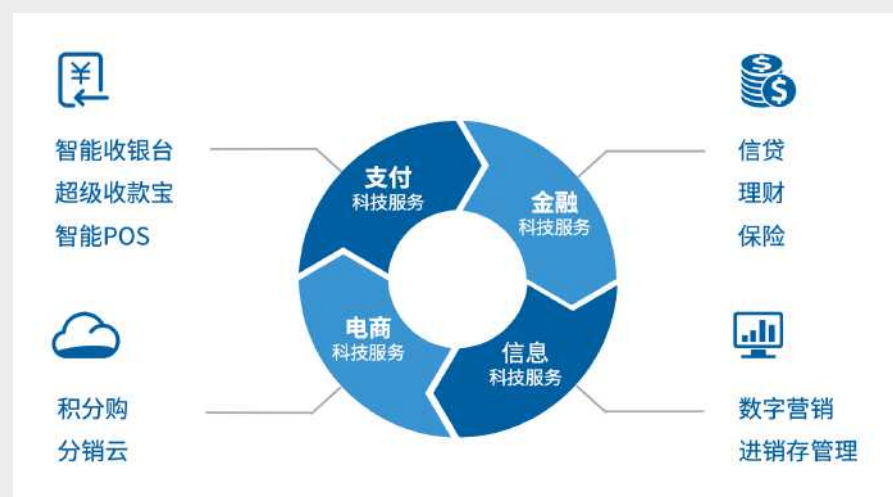 智能收银台
超级收款宝
智能POS
支付
科技服务
金融
科技服务
信贷
理财
保险
积分购
分销云
电商
科技服务
信息
科技服务
数字营销
进销存管理